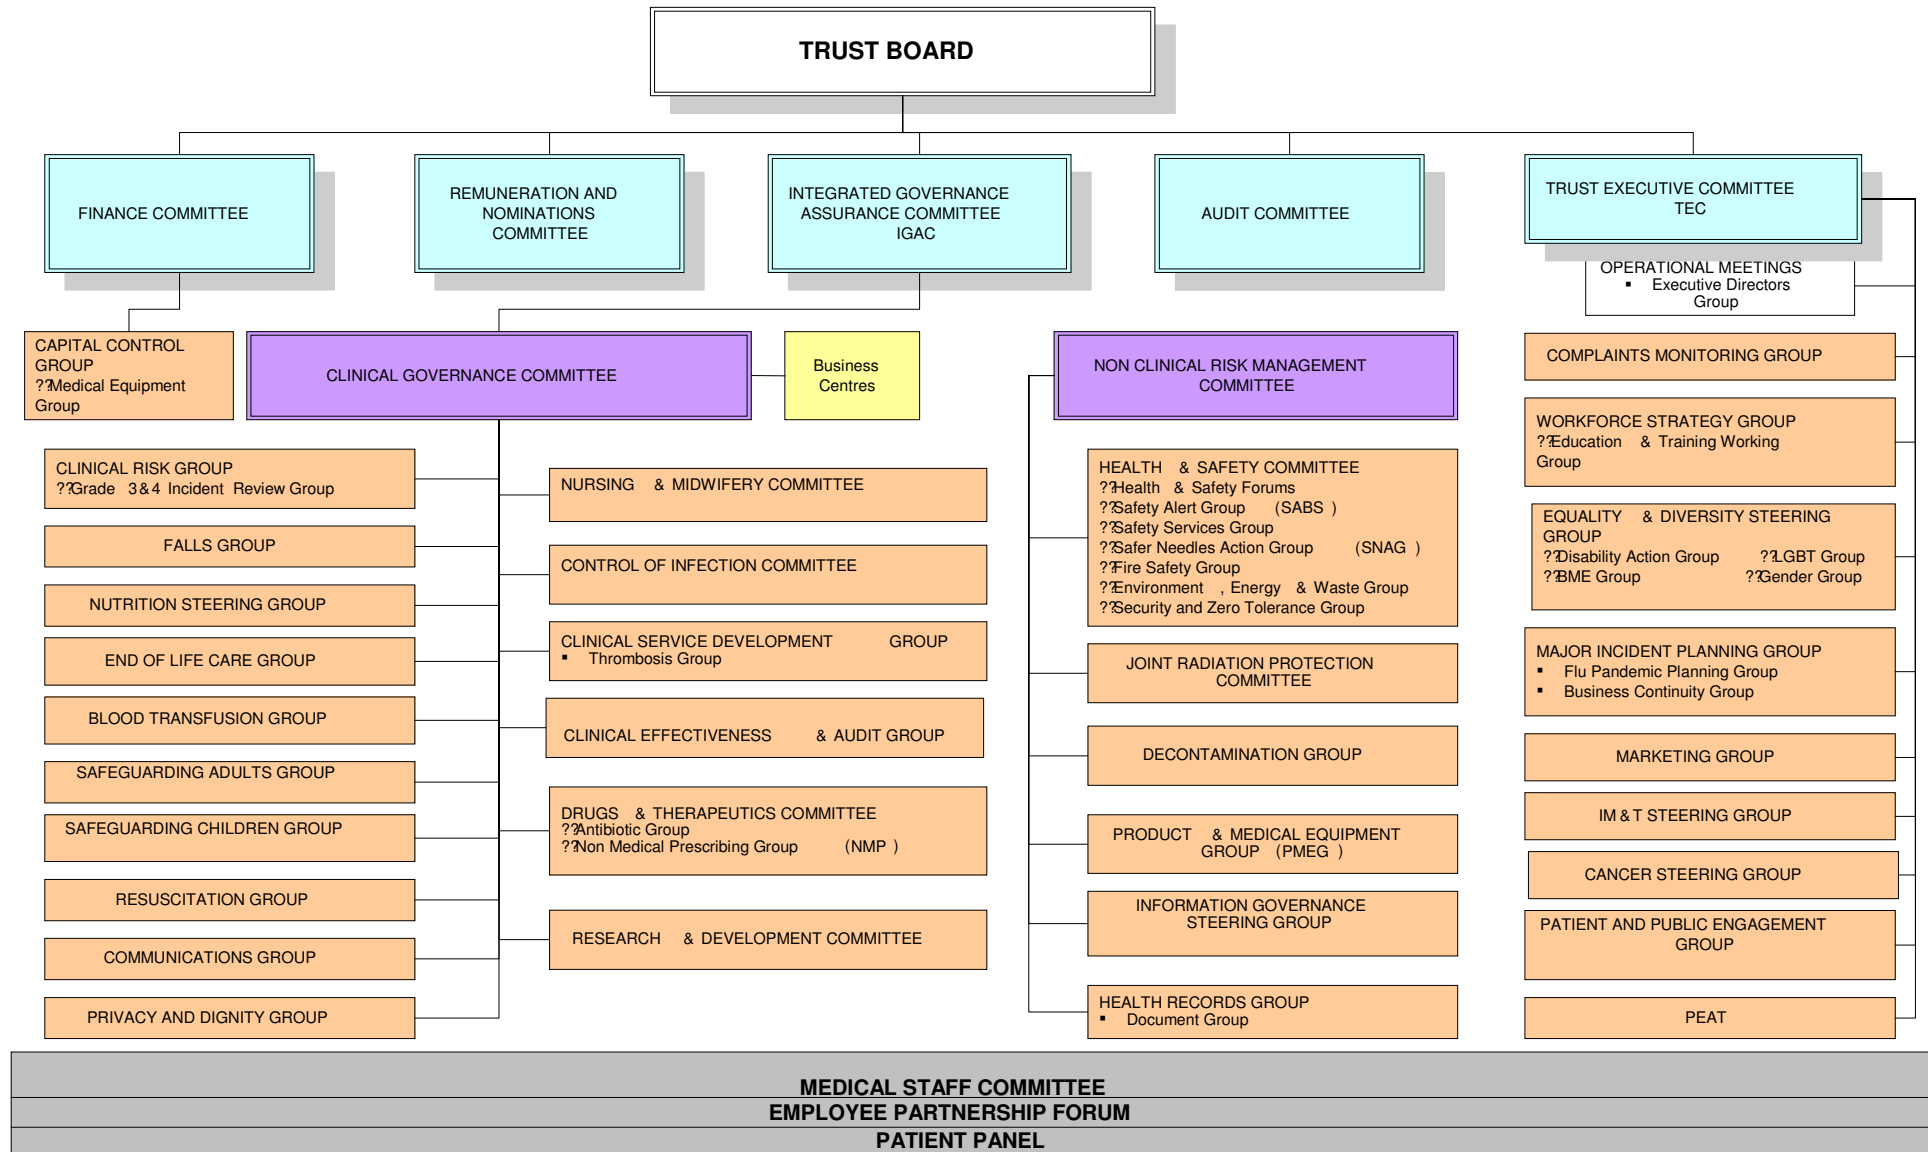 TRUST BOARD
FINANCE COMMITTEE
REMUNERATION AND
NOMINATIONS
COMMITTEE
INTEGRATED GOVERNANCE
ASSURANCE COMMITTEE
IGAC
AUDIT COMMITTEE
TRUST EXECUTIVE COMMITTEE
TEC
OPERATIONAL MEETINGS
▪ Executive Directors
Group
CAPITAL CONTROL
GROUP
??Medical Equipment
Group
CLINICAL GOVERNANCE COMMITTEE
Business
Centres
NON CLINICAL RISK MANAGEMENT
COMMITTEE
CLINICAL RISK GROUP
??Grade 3&4 Incident Review Group
FALLS GROUP
NUTRITION STEERING GROUP
END OF LIFE CARE GROUP
BLOOD TRANSFUSION GROUP
SAFEGUARDING ADULTS GROUP
SAFEGUARDING CHILDREN GROUP
RESUSCITATION GROUP
COMMUNICATIONS GROUP
PRIVACY AND DIGNITY GROUP
NURSING & MIDWIFERY COMMITTEE
CONTROL OF INFECTION COMMITTEE
CLINICAL SERVICE DEVELOPMENT GROUP
▪ Thrombosis Group
CLINICAL EFFECTIVENESS & AUDIT GROUP
DRUGS & THERAPEUTICS COMMITTEE
??Antibiotic Group
??Non Medical Prescribing Group (NMP )
RESEARCH & DEVELOPMENT COMMITTEE
HEALTH & SAFETY COMMITTEE
??Health & Safety Forums
??Safety Alert Group (SABS )
??Safety Services Group
??Safer Needles Action Group (SNAG )
??Fire Safety Group
??Environment , Energy & Waste Group
??Security and Zero Tolerance Group
JOINT RADIATION PROTECTION
COMMITTEE
DECONTAMINATION GROUP
PRODUCT & MEDICAL EQUIPMENT
GROUP (PMEG )
INFORMATION GOVERNANCE
STEERING GROUP
HEALTH RECORDS GROUP
▪ Document Group
COMPLAINTS MONITORING GROUP
WORKFORCE STRATEGY GROUP
??Education & Training Working
Group
EQUALITY & DIVERSITY STEERING
GROUP
??Disability Action Group ??LGBT Group
??BME Group ??Gender Group
MAJOR INCIDENT PLANNING GROUP
▪ Flu Pandemic Planning Group
▪ Business Continuity Group
MARKETING GROUP
IM & T STEERING GROUP
CANCER STEERING GROUP
PATIENT AND PUBLIC ENGAGEMENT
GROUP
PEAT
MEDICAL STAFF COMMITTEE
EMPLOYEE PARTNERSHIP FORUM
PATIENT PANEL